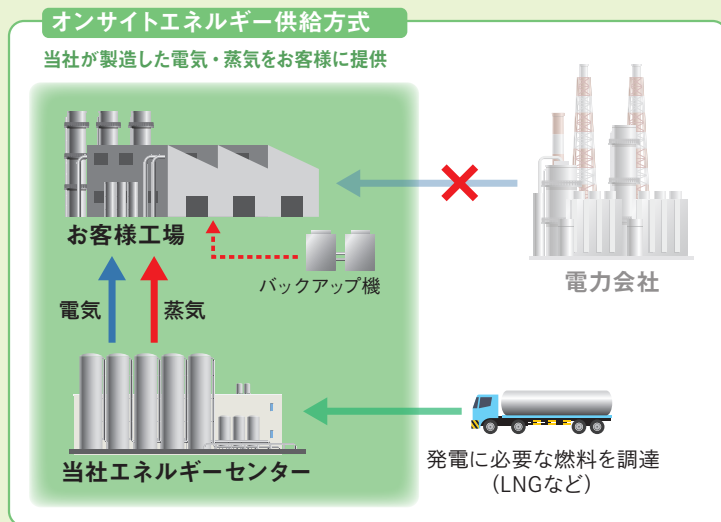 オンサイトエネルギー供給方式
当社が製造した電気・蒸気をお客様に提供
お客様工場
バックアップ機
電力会社
電気
蒸気
当社エネルギーセンター
発電に必要な燃料を調達
(LNGなど)